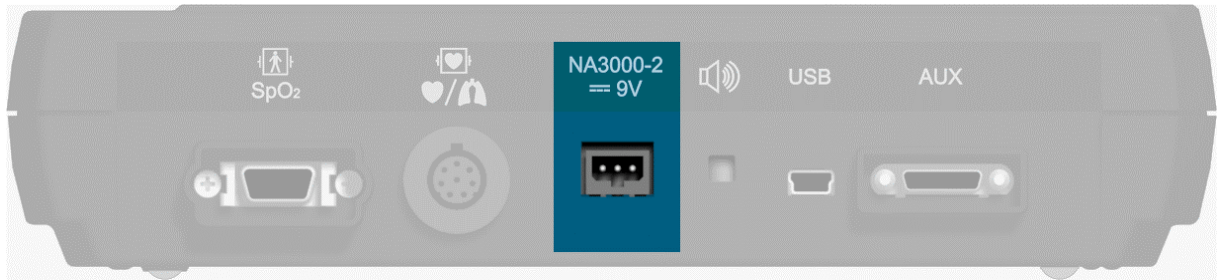 SpO₂
NA3000-2
⎓ 9V
USB
AUX